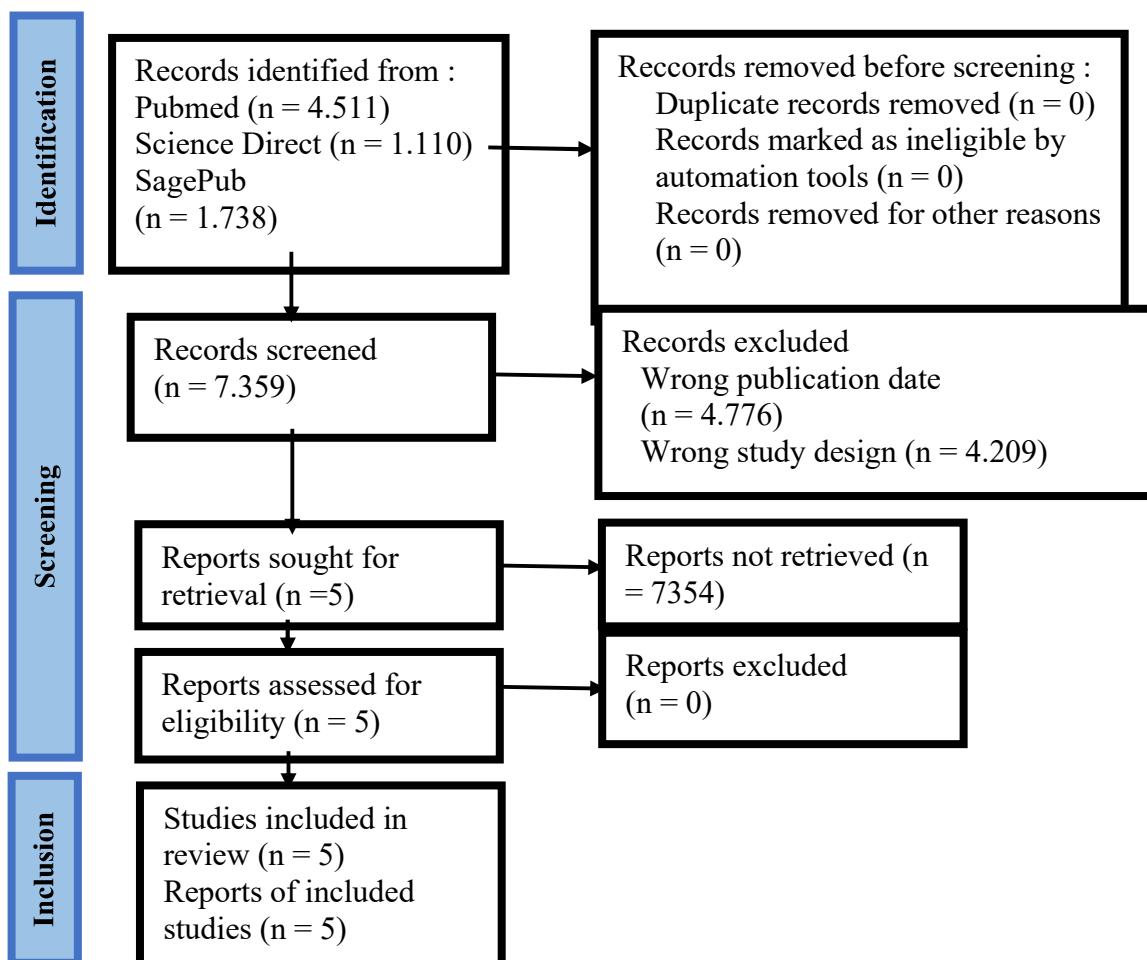 Identification
Records identified from :
Pubmed (n = 4.511)
Science Direct (n = 1.110)
SagePub
(n = 1.738)
Reccords removed before screening :
Duplicate records removed (n = 0)
Records marked as ineligible by
automation tools (n = 0)
Records removed for other reasons
(n = 0)
Screening
Records screened
(n = 7.359)
Records excluded
Wrong publication date
(n = 4.776)
Wrong study design (n = 4.209)
Reports sought for
retrieval (n =5)
Reports not retrieved (n
= 7354)
Reports assessed for
eligibility (n = 5)
Reports excluded
(n = 0)
Inclusion
Studies included in
review (n = 5)
Reports of included
studies (n = 5)